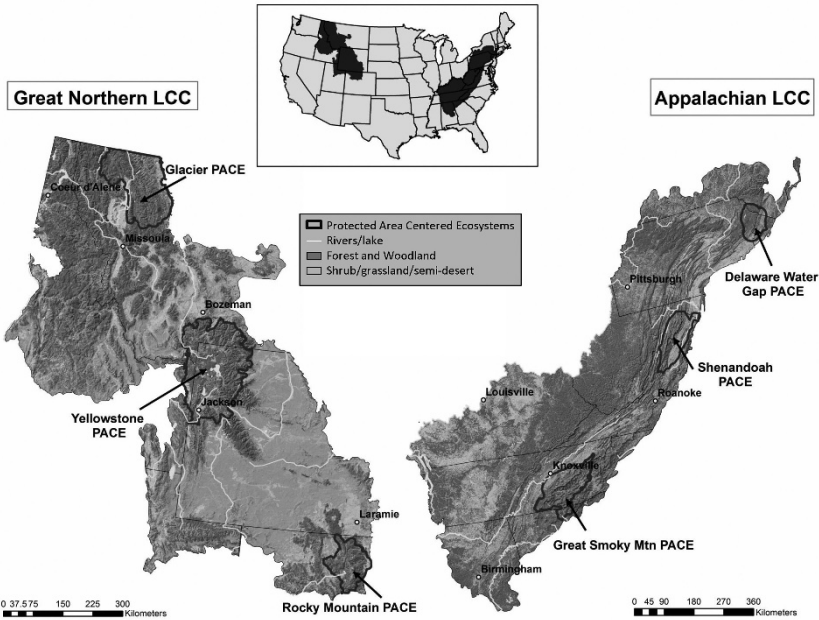 Great Northern LCC
Appalachian LCC
Glacier PACE
Coeur d'Alene
Missoula
Bozeman
Yellowstone
PACE
Jackson
Laramie
Rocky Mountain PACE
Protected Area Centered Ecosystems
Rivers/lake
Forest and Woodland
Shrub/grassland/semi-desert
Pittsburgh
Delaware Water
Gap PACE
Shenandoah
PACE
Roanoke
Louisville
Knoxville
Great Smoky Mtn PACE
Birmingham
0 37.5 75 150 225 300
Kilometers
0 45 90 180 270 360
Kilometers